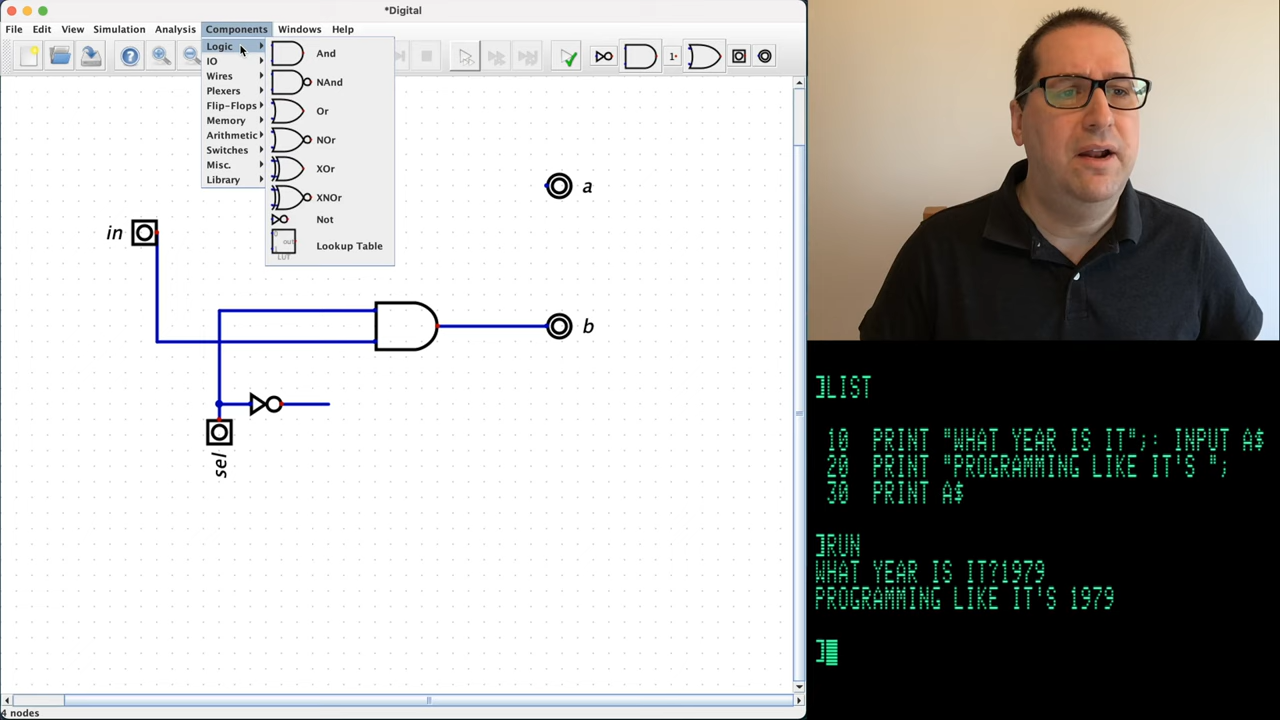 *Digital
File Edit View Simulation Analysis Components Windows Help
Logic
IO
Wires
Plexers
Flip-Flops
Memory
Arithmetic
Switches
Misc.
Library
And
NAnd
Or
NOr
XOr
XNOr
Not
out
LUT
Lookup Table
in
a
b
sel
4 nodes
]LIST
10 PRINT "WHAT YEAR IS IT";: INPUT A$
20 PRINT "PROGRAMMING LIKE IT'S ";
30 PRINT A$
]RUN
WHAT YEAR IS IT?1979
PROGRAMMING LIKE IT'S 1979
]